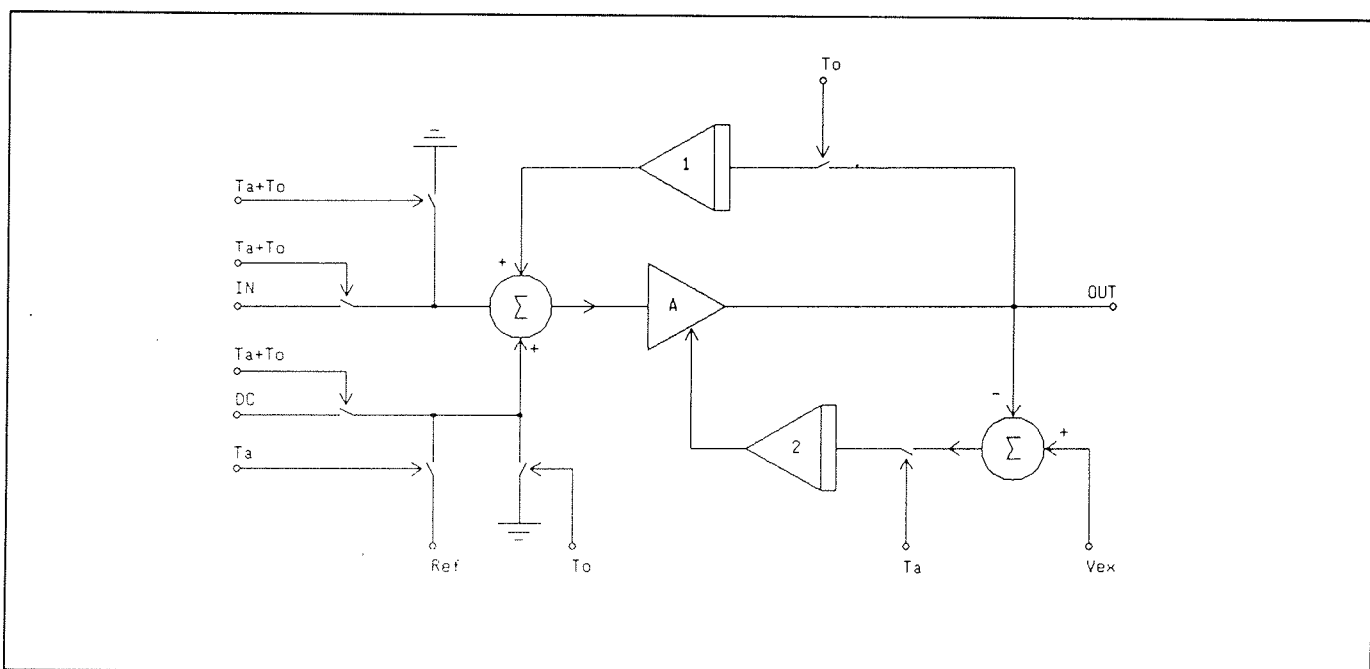 To
1
Ta+To
Ta+To
+
IN
Σ
A
OUT
+
Ta+To
DC
-
Ta
2
Σ
+
Ref
To
Ta
Vex